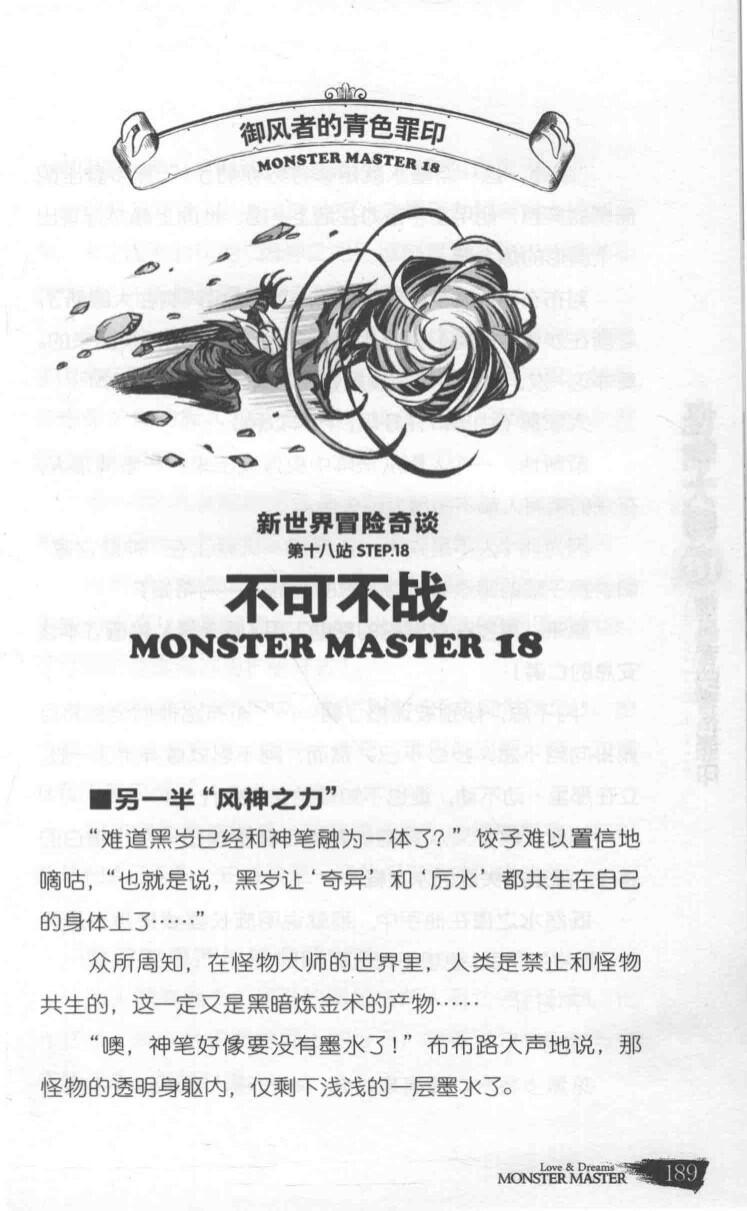 御风者的青色罪印
MONSTER MASTER 18
新世界冒险奇谈
第十八站 STEP.18
不可不战
MONSTER MASTER 18
■另一半“风神之力”
“难道黑岁已经和神笔融为一体了？”饺子难以置信地
嘀咕，“也就是说，黑岁让‘奇异’和‘厉水’都共生在自己
的身体上了……”
众所周知，在怪物大师的世界里，人类是禁止和怪物
共生的，这一定又是黑暗炼金术的产物……
“噢，神笔好像要没有墨水了！”布布路大声地说，那
怪物的透明身躯内，仅剩下浅浅的一层墨水了。
Love & Dreams
MONSTER MASTER
189